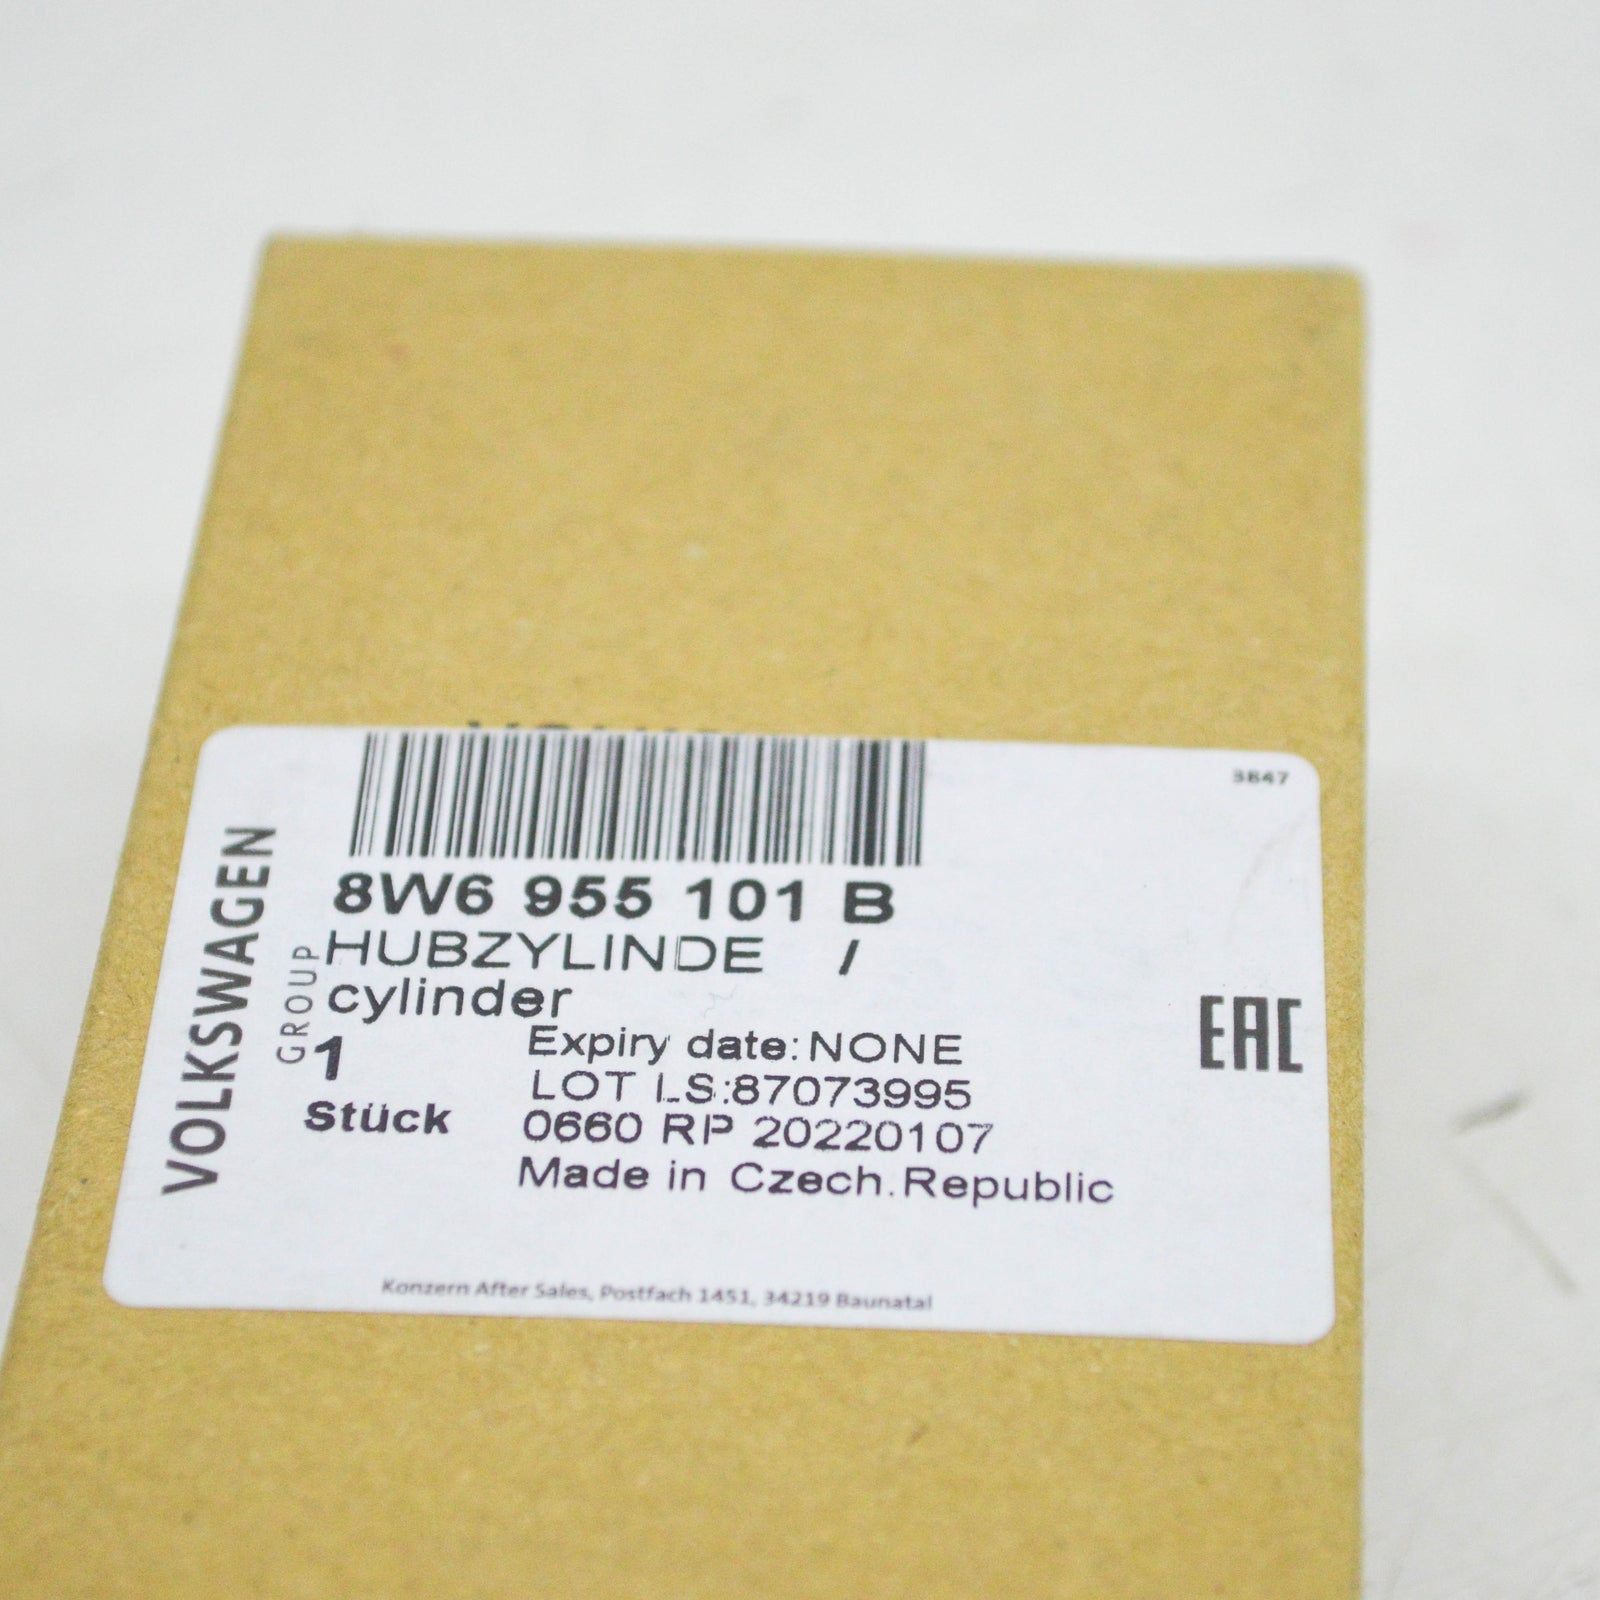 3847
8W6 955 101 B
HUBZYLINDE /
cylinder
1
Stück
Expiry date:NONE
LOT LS:87073995
0660 RP 20220107
Made in Czech.Republic
VOLKSWAGEN
GROUP
EAC
Konzern After Sales, Postfach 1451, 34219 Baunatal